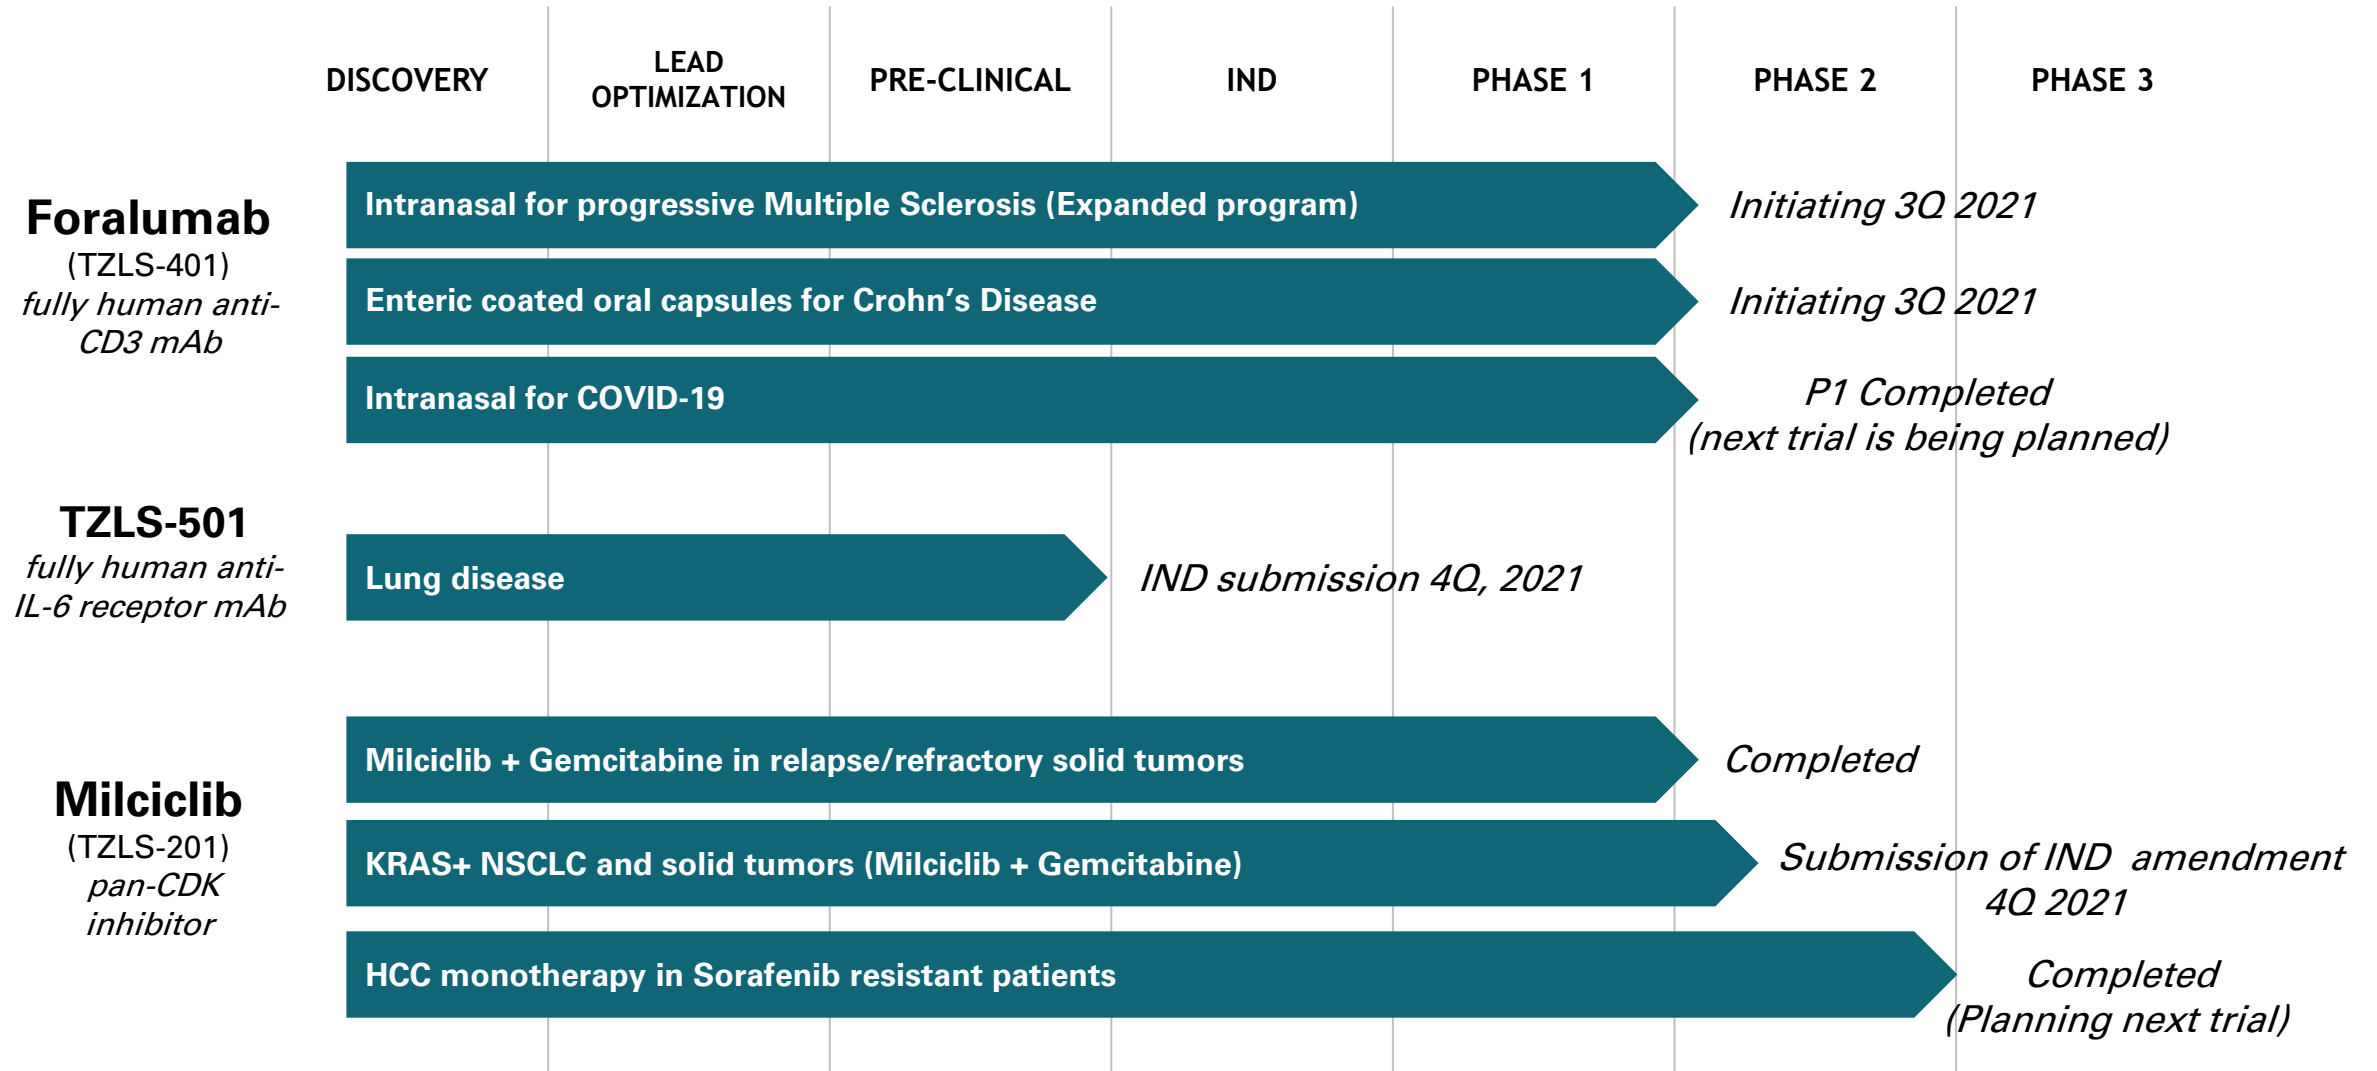 DISCOVERY
LEAD
OPTIMIZATION
PRE-CLINICAL
IND
PHASE 1
PHASE 2
PHASE 3
Foralumab
(TZLS-401)
fully human anti-
CD3 mAb
Intranasal for progressive Multiple Sclerosis (Expanded program)
Initiating 3Q 2021
Enteric coated oral capsules for Crohn’s Disease
Initiating 3Q 2021
Intranasal for COVID-19
P1 Completed
(next trial is being planned)
TZLS-501
fully human anti-
IL-6 receptor mAb
Lung disease
IND submission 4Q, 2021
Milciclib
(TZLS-201)
pan-CDK
inhibitor
Milciclib + Gemcitabine in relapse/refractory solid tumors
Completed
KRAS+ NSCLC and solid tumors (Milciclib + Gemcitabine)
Submission of IND  amendment
4Q 2021
HCC monotherapy in Sorafenib resistant patients
Completed
(Planning next trial)